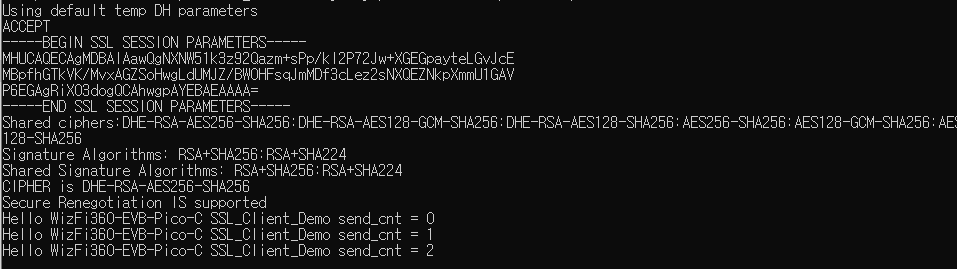 Using default temp DH parameters
ACCEPT
-----BEGIN SSL SESSION PARAMETERS-----
MHUCAQECAgMDBAIAawQgNXNW51k3z92Qazm+sPp/kI2P72Jw+XGEGpayteLGvJcE
MBpfhGTkVK/MvxAGZSoHwgLdUMJZ/BWOHFsqJmMDf3cLez2sNXQEZNkpXmmU1GAV
P6EGAgRiXO3dogQCAhwgpAYEBAEAAAA=
-----END SSL SESSION PARAMETERS-----
Shared ciphers:DHE-RSA-AES256-SHA256:DHE-RSA-AES128-GCM-SHA256:DHE-RSA-AES128-SHA256:AES256-SHA256:AES128-GCM-SHA256:AES
128-SHA256
Signature Algorithms: RSA+SHA256:RSA+SHA224
Shared Signature Algorithms: RSA+SHA256:RSA+SHA224
CIPHER is DHE-RSA-AES256-SHA256
Secure Renegotiation IS supported
Hello WizFi360-EVB-Pico-C SSL_Client_Demo send_cnt = 0
Hello WizFi360-EVB-Pico-C SSL_Client_Demo send_cnt = 1
Hello WizFi360-EVB-Pico-C SSL_Client_Demo send_cnt = 2